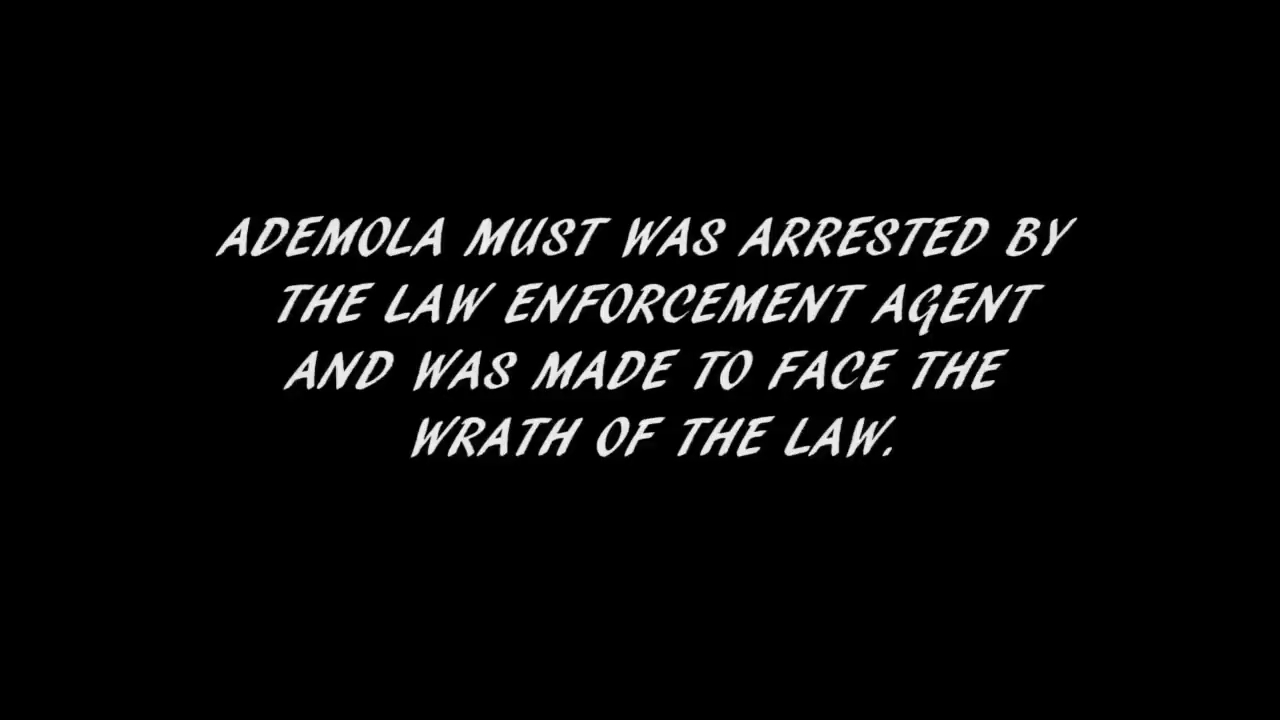 ADEMOLA MUST WAS ARRESTED BY
THE LAW ENFORCEMENT AGENT
AND WAS MADE TO FACE THE
WRATH OF THE LAW.